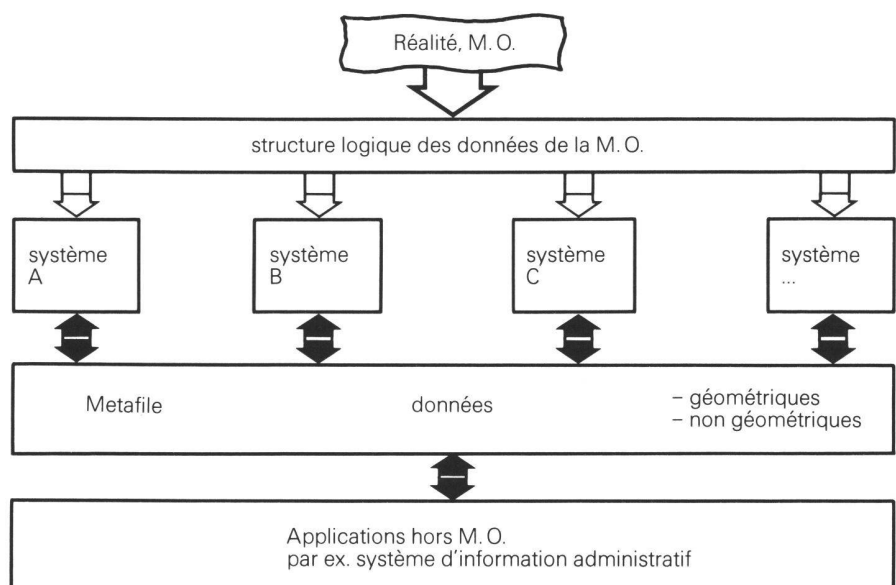 Réalité, M. O.
structure logique des données de la M. O.
système
A
système
B
système
C
système
...
Metafile
données
– géométriques
– non géométriques
Applications hors M. O.
par ex. système d'information administratif